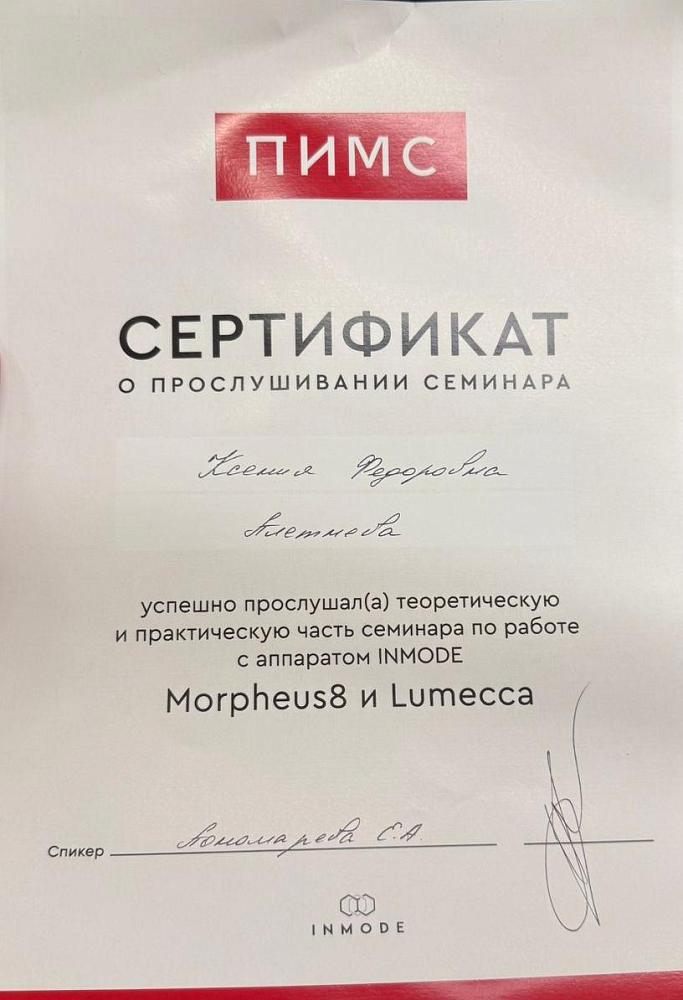 ПИМС
СЕРТИФИКАТ
О ПРОСЛУШИВАНИИ СЕМИНАРА
Ксения Федоровна
успешно прослушал(а) теоретическую
и практическую часть семинара по работе
с аппаратом INMODE
Morpheus8 и Lumecca
Спикер Пономарева С.А.
INMODE